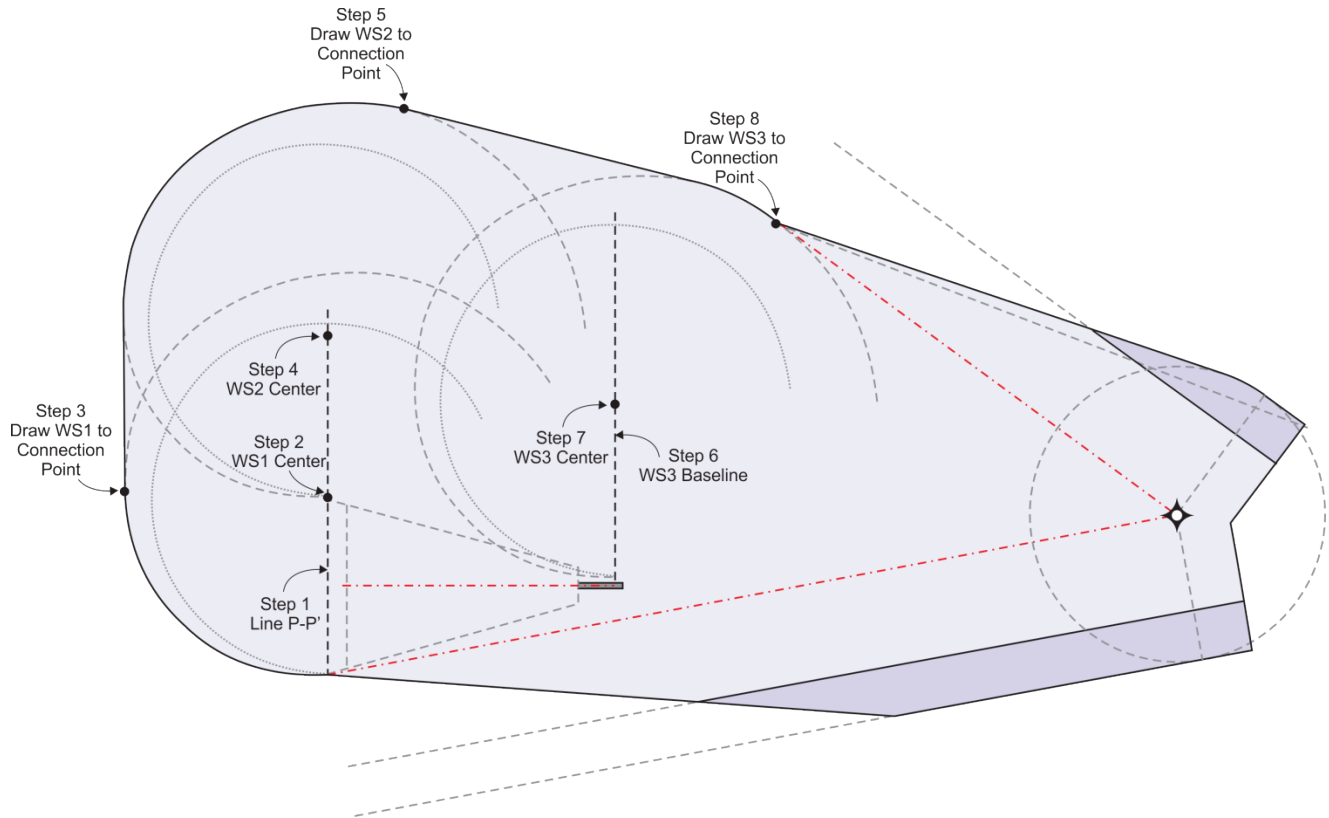 Step 5
Draw WS2 to
Connection
Point
Step 8
Draw WS3 to
Connection
Point
Step 4
WS2 Center
Step 3
Draw WS1 to
Connection
Point
Step 2
WS1 Center
Step 7
WS3 Center
Step 6
WS3 Baseline
Step 1
Line P-P’